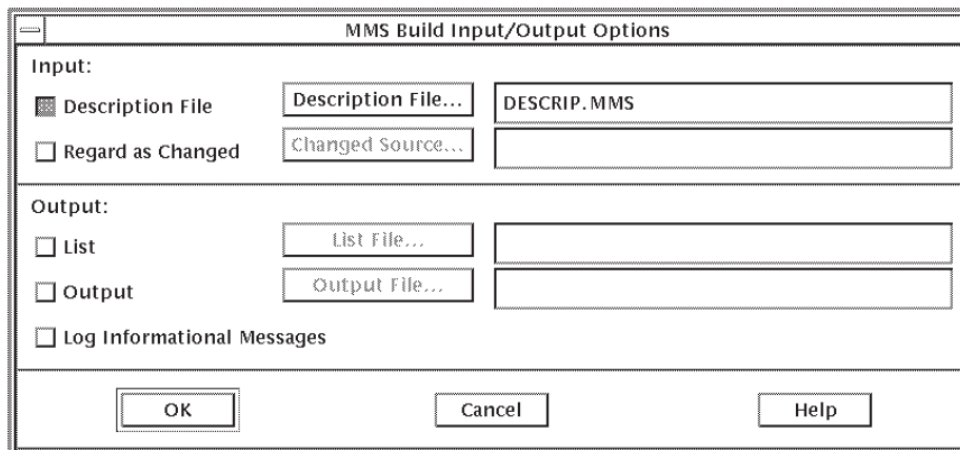 MMS Build Input/Output Options
Input:
Description File Description File... DESCRIP.MMS
Regard as Changed Changed Source...
Output:
List List File...
Output Output File...
Log Informational Messages
OK Cancel Help